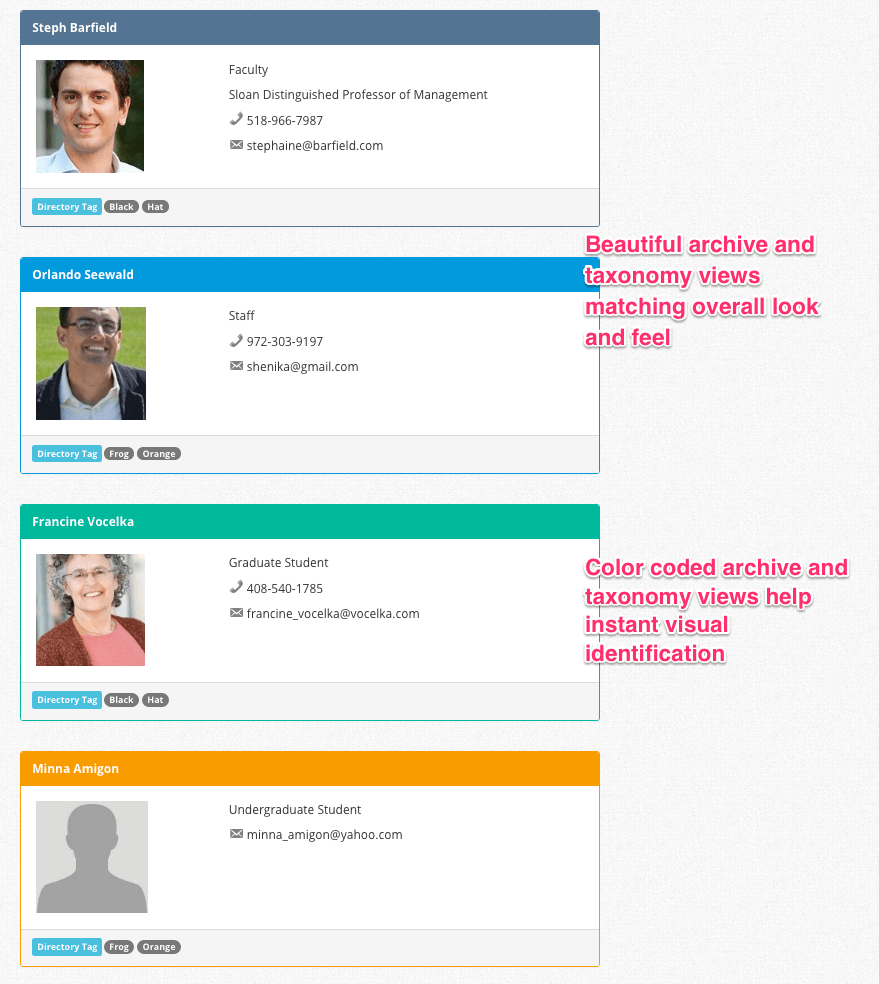 Steph Barfield
Faculty
Sloan Distinguished Professor of Management
518-966-7987
stephaine@barfield.com
Directory Tag Black Hat
Beautiful archive and
taxonomy views
matching overall look
and feel
Orlando Seewald
Staff
972-303-9197
shenika@gmail.com
Directory Tag Frog Orange
Francine Vocelka
Graduate Student
408-540-1785
francine_vocelka@vocelka.com
Directory Tag Black Hat
Color coded archive and
taxonomy views help
instant visual
identification
Minna Amigon
Undergraduate Student
minna_amigon@yahoo.com
Directory Tag Frog Orange